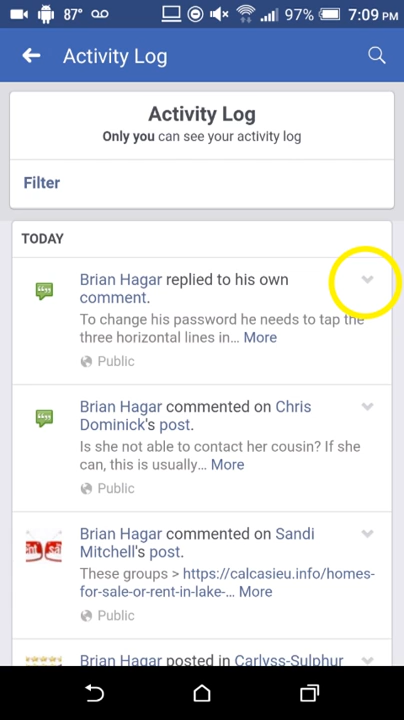 87°
97% 7:09 PM
Activity Log
Activity Log
Only you can see your activity log
Filter
TODAY
Brian Hagar replied to his own
comment.
To change his password he needs to tap the
three horizontal lines in... More
Public
Brian Hagar commented on Chris
Dominick's post.
Is she not able to contact her cousin? If she
can, this is usually... More
Public
Brian Hagar commented on Sandi
Mitchell's post.
These groups > https://calcasieu.info/homes-
for-sale-or-rent-in-lake-... More
Public
Brian Hagar posted in Carlyss-Sulphur